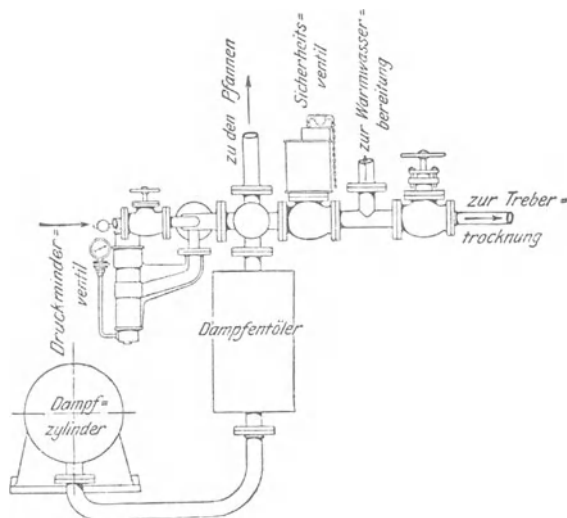 zu den Pfannen
Sicherheits=
ventil
zur Warmwasser=
bereitung
zur Treber=
trocknung
Druckminder=
ventil
Dampfentöler
Dampf=
zylinder